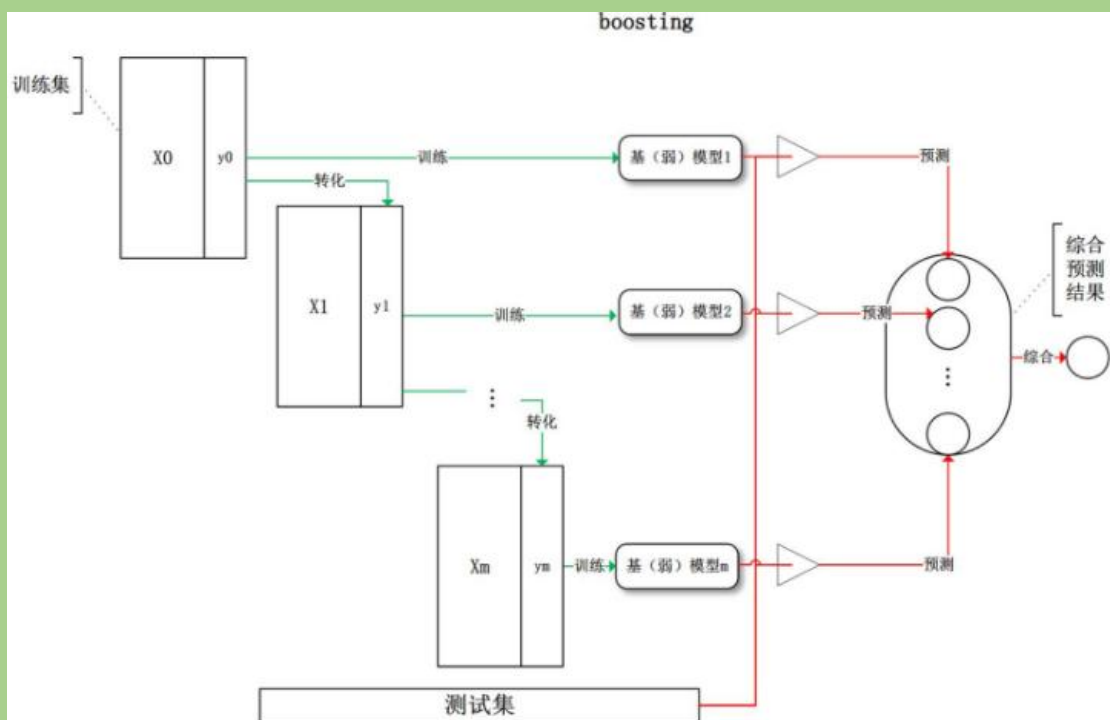 boosting
训练集
X0
y0
训练
基（弱）模型1
预测
转化
综合
预测
结果
X1
y1
训练
基（弱）模型2
预测
综合
转化
Xm
ym
训练
基（弱）模型m
预测
测试集